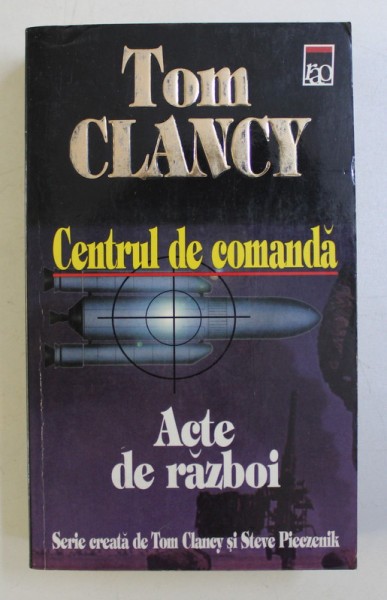 Tom
CLANCY
rao
Centrul de comandă
Acte
de război
Serie creată de Tom Clancy și Steve Pieczenik